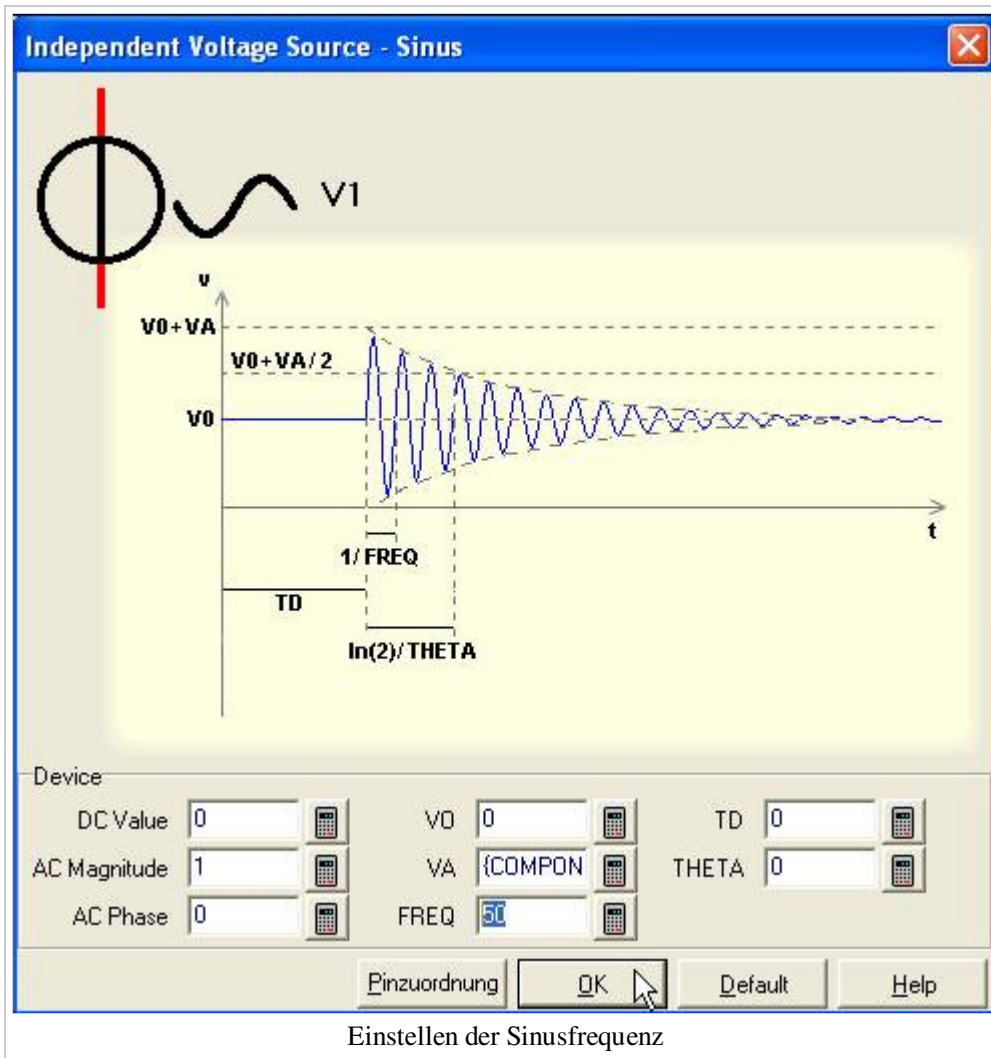 Independent Voltage Source - Sinus
V1
v
V0+VA
V0+VA/2
V0
t
1/FREQ
TD
ln(2)/THETA
Device
DC Value 0 VO 0 TD 0
AC Magnitude 1 VA {COMPON THETA 0
AC Phase 0 FREQ 50
Pinzuordnung OK Default Help
Einstellen der Sinusfrequenz